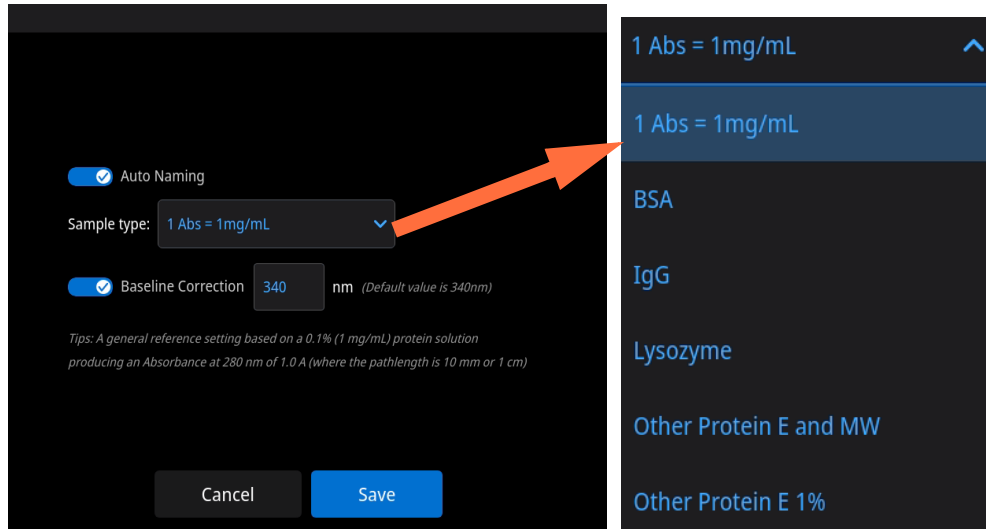 Auto Naming
Sample type: 1 Abs = 1mg/mL
Baseline Correction 340 nm (Default value is 340nm)
Tips: A general reference setting based on a 0.1% (1 mg/mL) protein solution
producing an Absorbance at 280 nm of 1.0 A (where the pathlength is 10 mm or 1 cm)
Cancel Save
1 Abs = 1mg/mL
1 Abs = 1mg/mL
BSA
IgG
Lysozyme
Other Protein E and MW
Other Protein E 1%